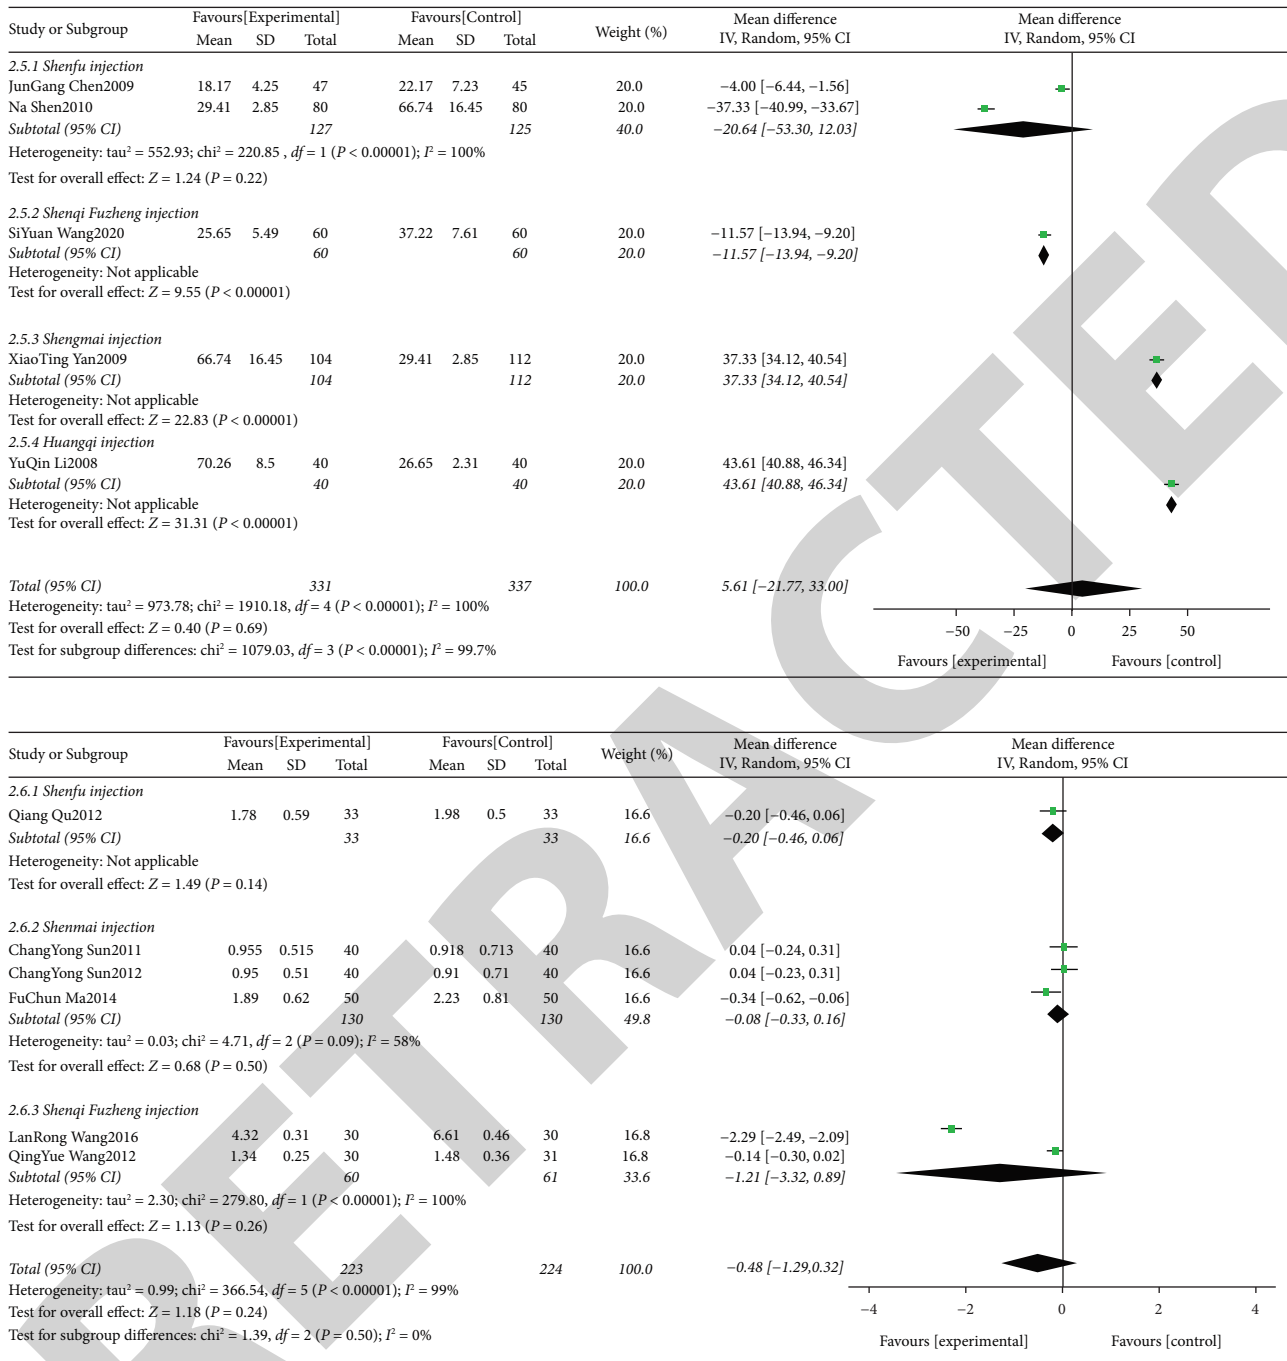 Study or Subgroup Favours[Experimental] Favours[Control] Weight (%) Mean difference Mean difference
Mean SD Total Mean SD Total IV, Random, 95% CI IV, Random, 95% CI
2.5.1 Shenfu injection
JunGang Chen2009 18.17 4.25 47 22.17 7.23 45 20.0 −4.00 [−6.44, −1.56]
Na Shen2010 29.41 2.85 80 66.74 16.45 80 20.0 −37.33 [−40.99, −33.67]
Subtotal (95% CI) 127 125 40.0 −20.64 [−53.30, 12.03]
Heterogeneity: tau² = 552.93; chi² = 220.85 , df = 1 (P < 0.00001); I² = 100%
Test for overall effect: Z = 1.24 (P = 0.22)
2.5.2 Shenqi Fuzheng injection
SiYuan Wang2020 25.65 5.49 60 37.22 7.61 60 20.0 −11.57 [−13.94, −9.20]
Subtotal (95% CI) 60 60 20.0 −11.57 [−13.94, −9.20]
Heterogeneity: Not applicable
Test for overall effect: Z = 9.55 (P < 0.00001)
2.5.3 Shengmai injection
XiaoTing Yan2009 66.74 16.45 104 29.41 2.85 112 20.0 37.33 [34.12, 40.54]
Subtotal (95% CI) 104 112 20.0 37.33 [34.12, 40.54]
Heterogeneity: Not applicable
Test for overall effect: Z = 22.83 (P < 0.00001)
2.5.4 Huangqi injection
YuQin Li2008 70.26 8.5 40 26.65 2.31 40 20.0 43.61 [40.88, 46.34]
Subtotal (95% CI) 40 40 20.0 43.61 [40.88, 46.34]
Heterogeneity: Not applicable
Test for overall effect: Z = 31.31 (P < 0.00001)
Total (95% CI) 331 337 100.0 5.61 [−21.77, 33.00]
Heterogeneity: tau² = 973.78; chi² = 1910.18, df = 4 (P < 0.00001); I² = 100%
Test for overall effect: Z = 0.40 (P = 0.69)
Test for subgroup differences: chi² = 1079.03, df = 3 (P < 0.00001); I² = 99.7%
−50 −25 0 25 50
Favours [experimental] Favours [control]
Study or Subgroup Favours[Experimental] Favours[Control] Weight (%) Mean difference Mean difference
Mean SD Total Mean SD Total IV, Random, 95% CI IV, Random, 95% CI
2.6.1 Shenfu injection
Qiang Qu2012 1.78 0.59 33 1.98 0.5 33 16.6 −0.20 [−0.46, 0.06]
Subtotal (95% CI) 33 33 16.6 −0.20 [−0.46, 0.06]
Heterogeneity: Not applicable
Test for overall effect: Z = 1.49 (P = 0.14)
2.6.2 Shenmai injection
ChangYong Sun2011 0.955 0.515 40 0.918 0.713 40 16.6 0.04 [−0.24, 0.31]
ChangYong Sun2012 0.95 0.51 40 0.91 0.71 40 16.6 0.04 [−0.23, 0.31]
FuChun Ma2014 1.89 0.62 50 2.23 0.81 50 16.6 −0.34 [−0.62, −0.06]
Subtotal (95% CI) 130 130 49.8 −0.08 [−0.33, 0.16]
Heterogeneity: tau² = 0.03; chi² = 4.71, df = 2 (P = 0.09); I² = 58%
Test for overall effect: Z = 0.68 (P = 0.50)
2.6.3 Shenqi Fuzheng injection
LanRong Wang2016 4.32 0.31 30 6.61 0.46 30 16.8 −2.29 [−2.49, −2.09]
QingYue Wang2012 1.34 0.25 30 1.48 0.36 31 16.8 −0.14 [−0.30, 0.02]
Subtotal (95% CI) 60 61 33.6 −1.21 [−3.32, 0.89]
Heterogeneity: tau² = 2.30; chi² = 279.80, df = 1 (P < 0.00001); I² = 100%
Test for overall effect: Z = 1.13 (P = 0.26)
Total (95% CI) 223 224 100.0 −0.48 [−1.29,0.32]
Heterogeneity: tau² = 0.99; chi² = 366.54, df = 5 (P < 0.00001); I² = 99%
Test for overall effect: Z = 1.18 (P = 0.24)
Test for subgroup differences: chi² = 1.39, df = 2 (P = 0.50); I² = 0%
−4 −2 0 2 4
Favours [experimental] Favours [control]
RETRACTED